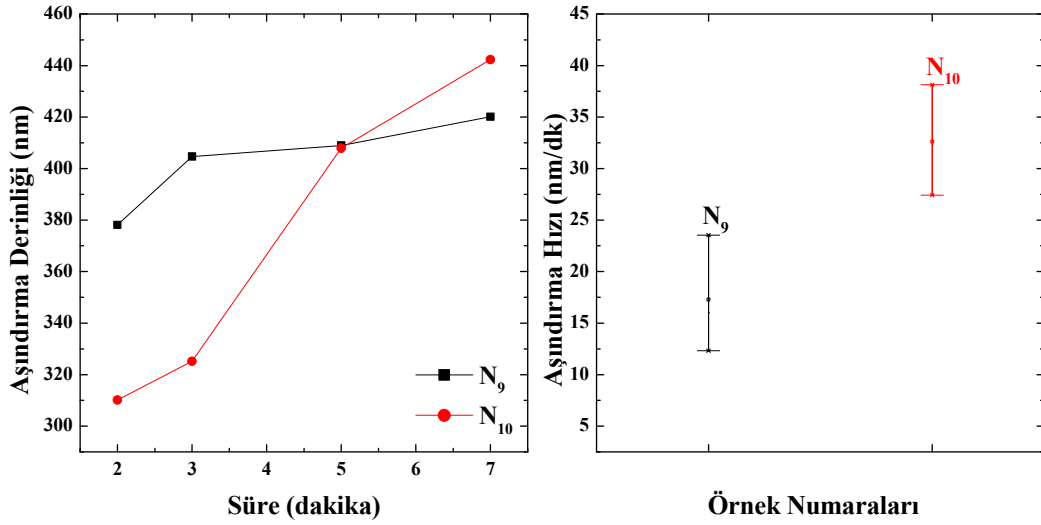 460
440
420
400
380
360
340
320
300
Aşındırma Derinliği (nm)
N9
N10
2 3 4 5 6 7
Süre (dakika)
45
40
35
30
25
20
15
10
5
Aşındırma Hızı (nm/dk)
N9
N10
Örnek Numaraları